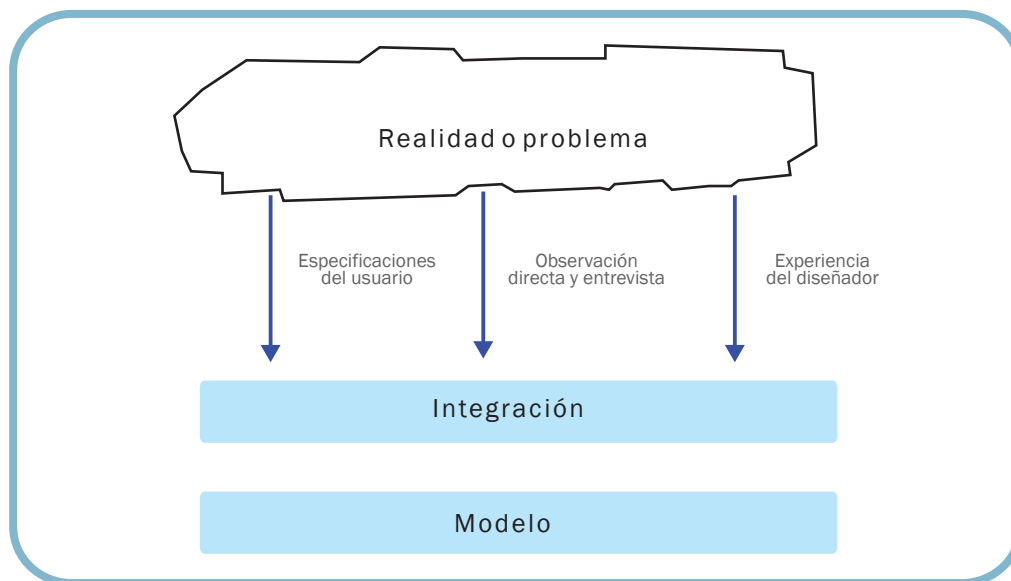 Realidad o problema
Especificaciones
del usuario
Observación
directa y entrevista
Experiencia
del diseñador
Integración
Modelo